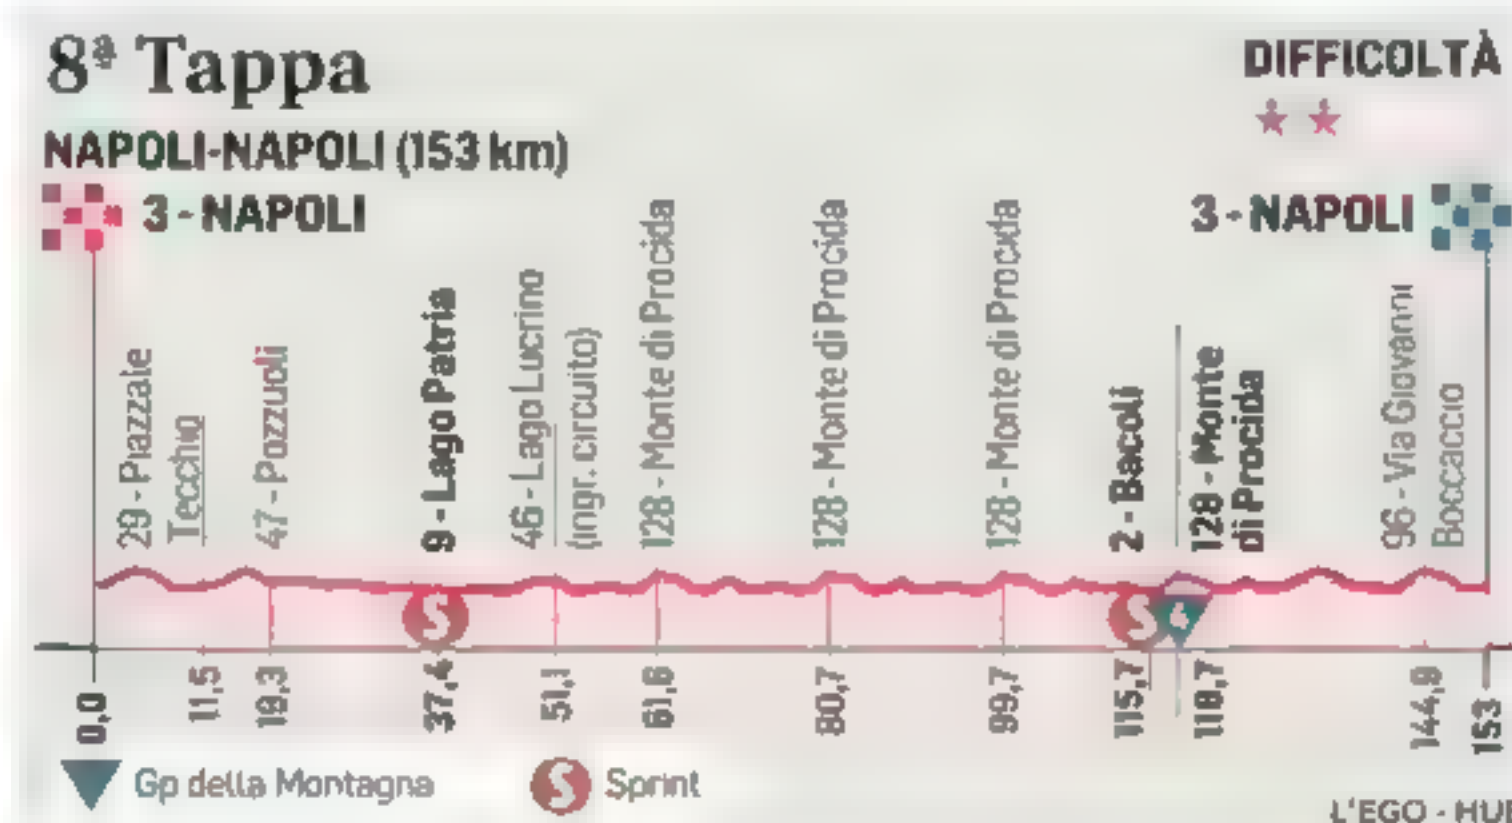 8ª Tappa
DIFFICOLTÀ
NAPOLI-NAPOLI (153 km)
3 - NAPOLI
3 - NAPOLI
29 - Piazzale
Tecchio
47 - Pozzuoli
9 - Lago Patria
46 - Lago Lucrino
(ingr. circuito)
128 - Monte di Procida
128 - Monte di Procida
128 - Monte di Procida
2 - Bacoli
128 - Monte
di Procida
96 - Via Giovanni
Boccaccio
S
S
4
0,0
11,5
19,3
37,4
51,1
61,6
80,7
99,7
115,7
118,7
144,9
153
Gp della Montagna
S Sprint
L'EGO - HUB